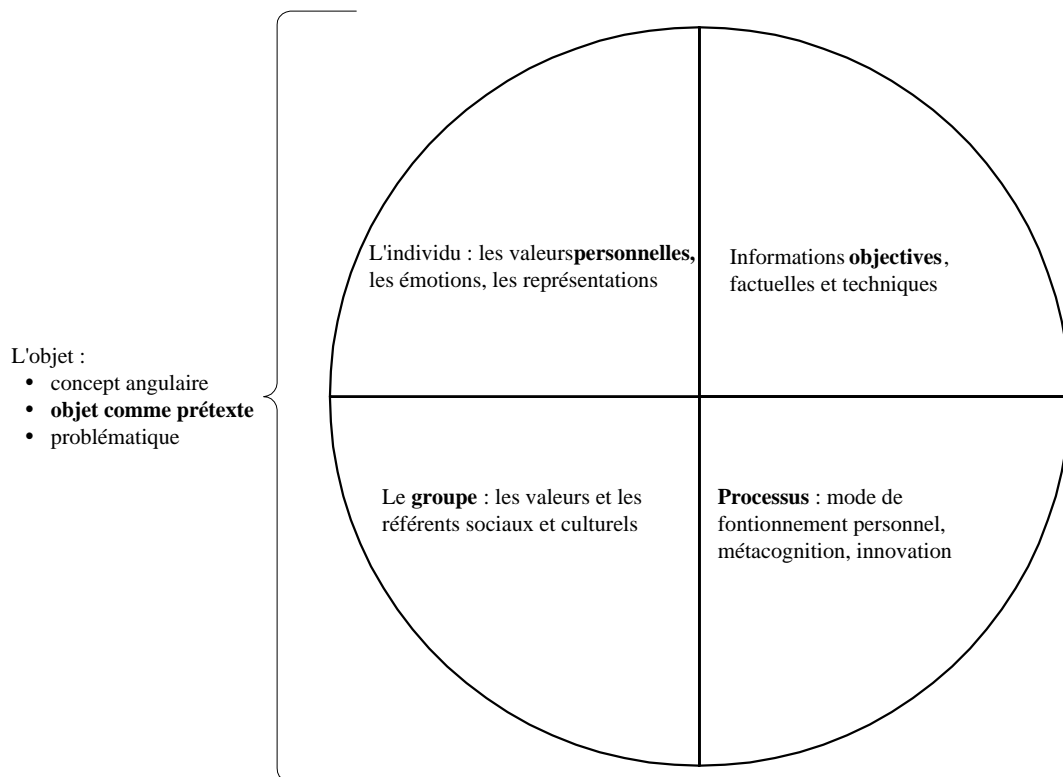 L'individu : les valeurspersonnelles,
les émotions, les représentations
Informations objectives,
factuelles et techniques
L'objet :
• concept angulaire
• objet comme prétexte
• problématique
Le groupe : les valeurs et les
référents sociaux et culturels
Processus : mode de
fontionnement personnel,
métacognition, innovation